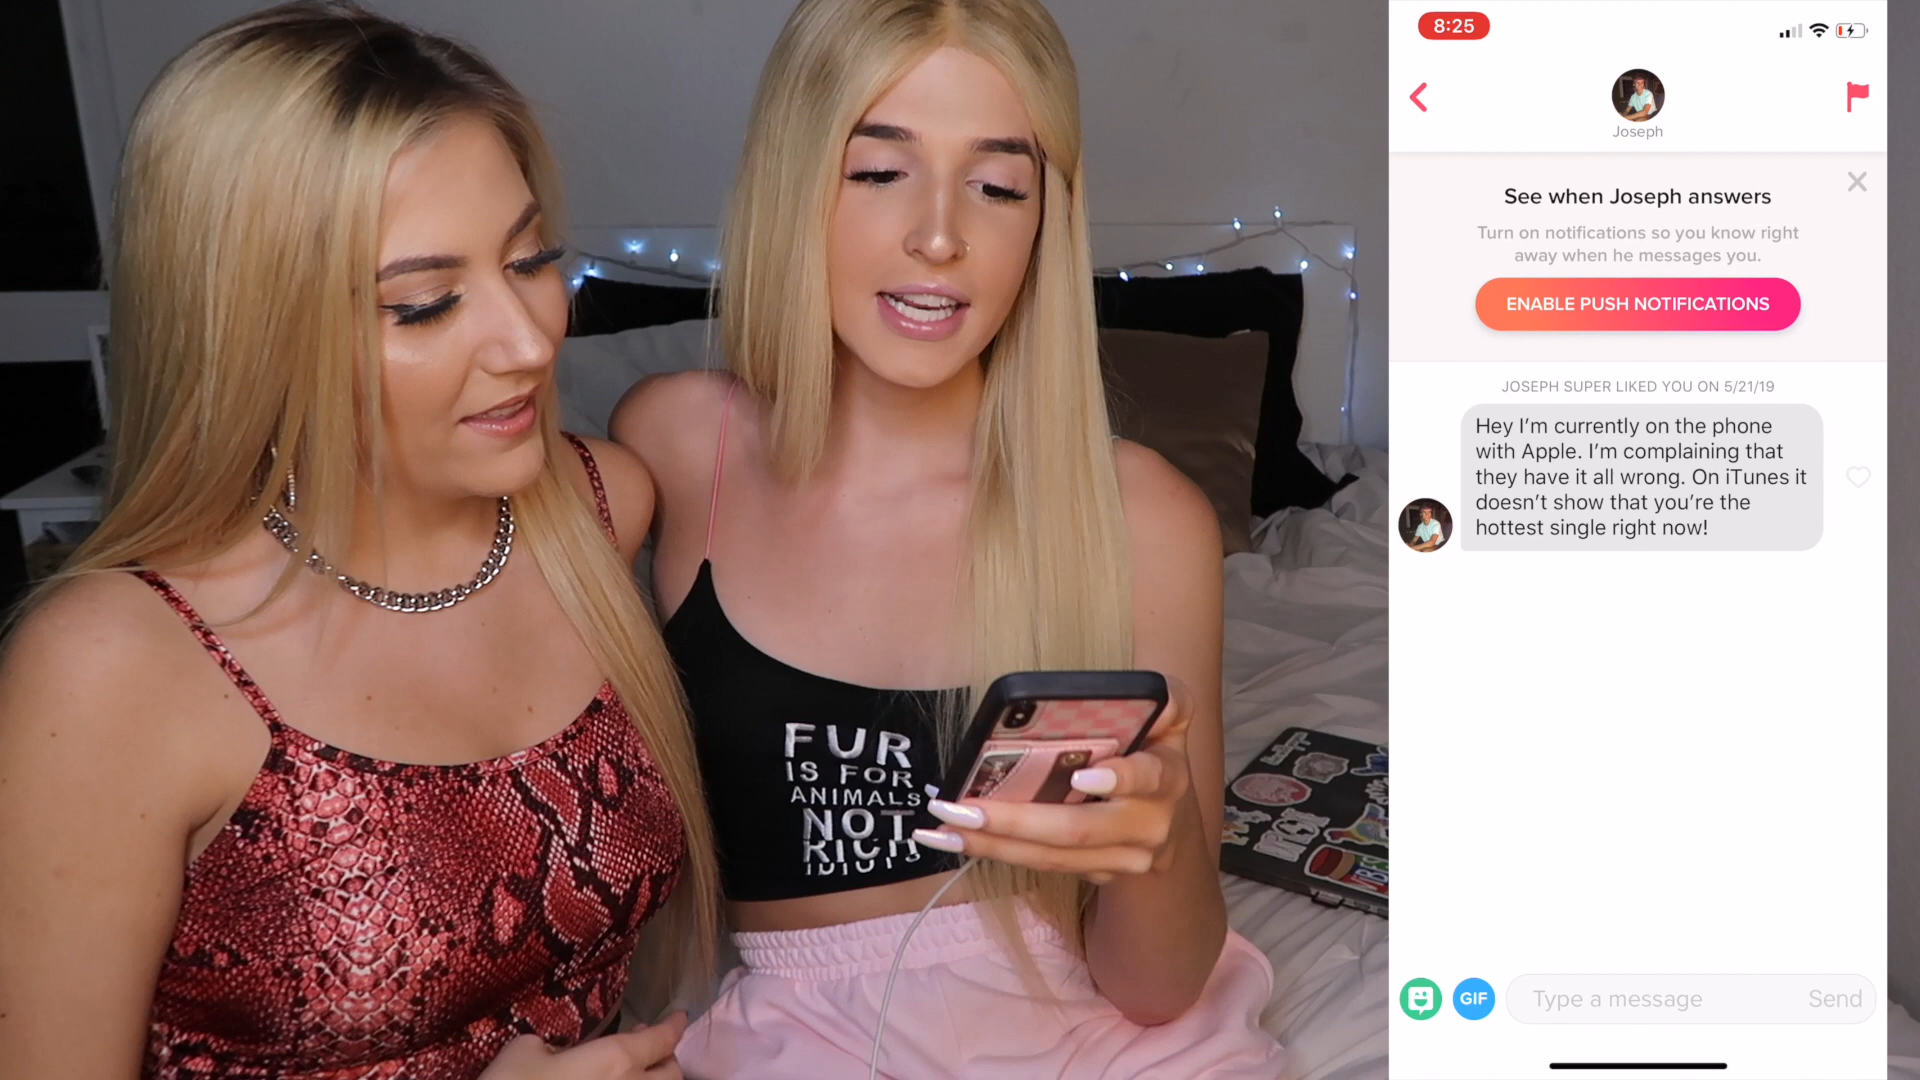 FUR
IS FOR
ANIMALS
NOT
RICH
8:25
Joseph
See when Joseph answers
Turn on notifications so you know right
away when he messages you.
ENABLE PUSH NOTIFICATIONS
JOSEPH SUPER LIKED YOU ON 5/21/19
Hey I’m currently on the phone
with Apple. I’m complaining that
they have it all wrong. On iTunes it
doesn’t show that you’re the
hottest single right now!
GIF
Type a message
Send
VIBES